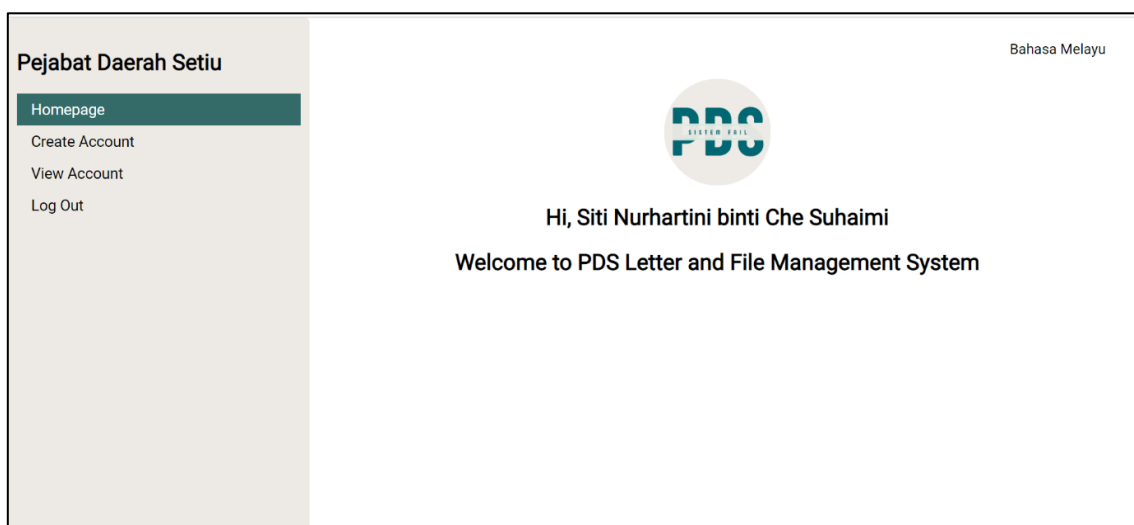 Pejabat Daerah Setiu
Homepage
Create Account
View Account
Log Out
Bahasa Melayu
PDS
SISTEM FAIL
Hi, Siti Nurhartini binti Che Suhaimi
Welcome to PDS Letter and File Management System